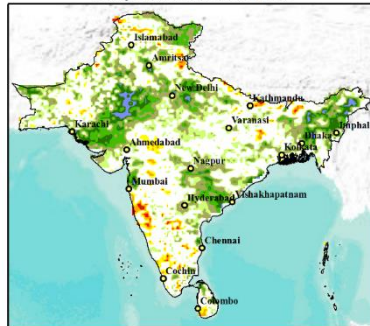 Islamabad
Amritsar
New Delhi
Kathmandu
Varanasi
Imphal
Dhaka
Karachi
Ahmedabad
Kolkata
Nagpur
Mumbai
Hyderabad
Vishakhapatnam
Chennai
Cochin
Colombo